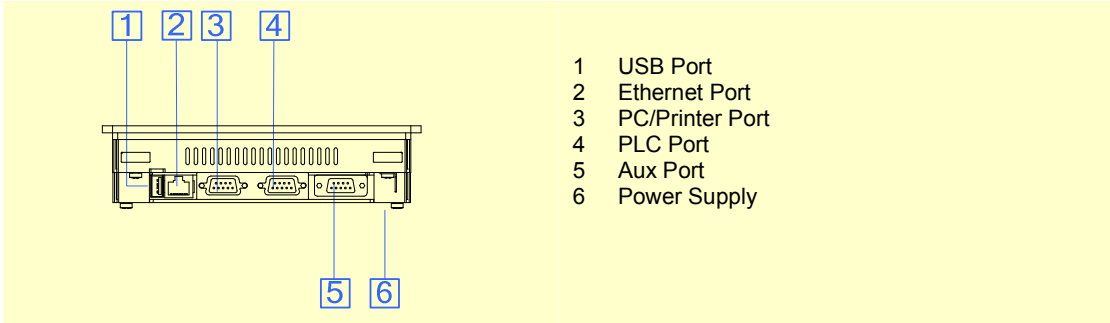 1 2 3 4
1 USB Port
2 Ethernet Port
3 PC/Printer Port
4 PLC Port
5 Aux Port
6 Power Supply
5 6